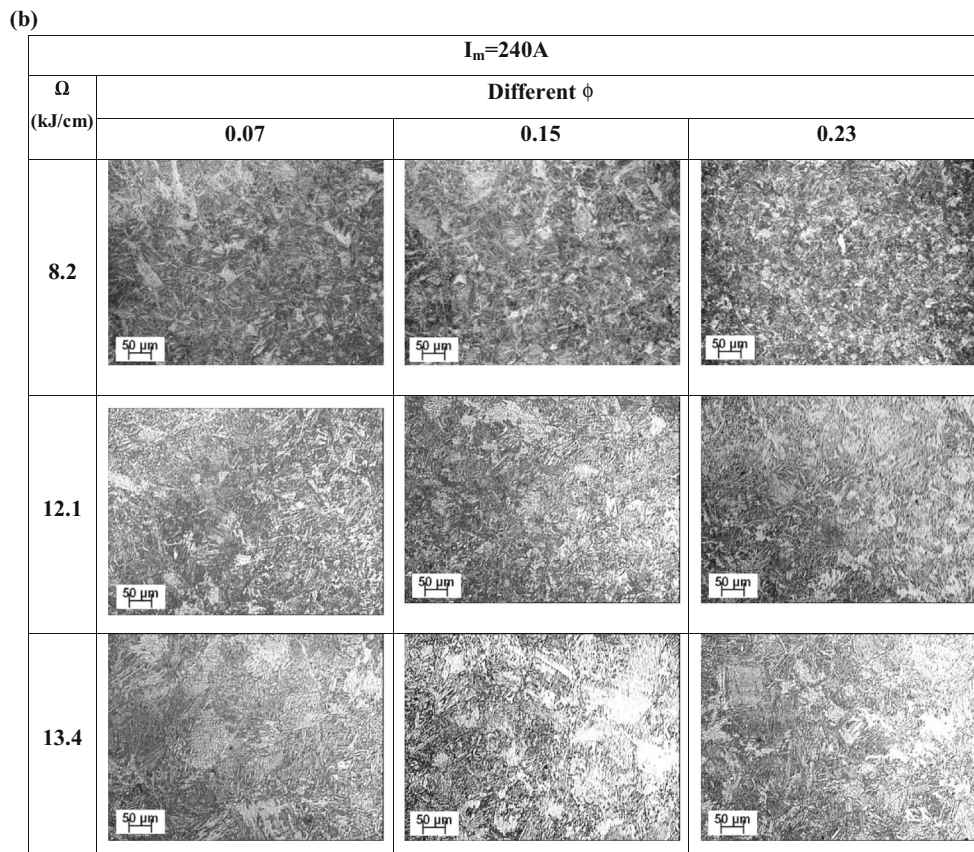 (b)
I_m=240A
Ω
(kJ/cm)
Different ϕ
0.07 0.15 0.23
8.2
50 µm 50 µm 50 µm
12.1
50 µm 50 µm 50 µm
13.4
50 µm 50 µm 50 µm